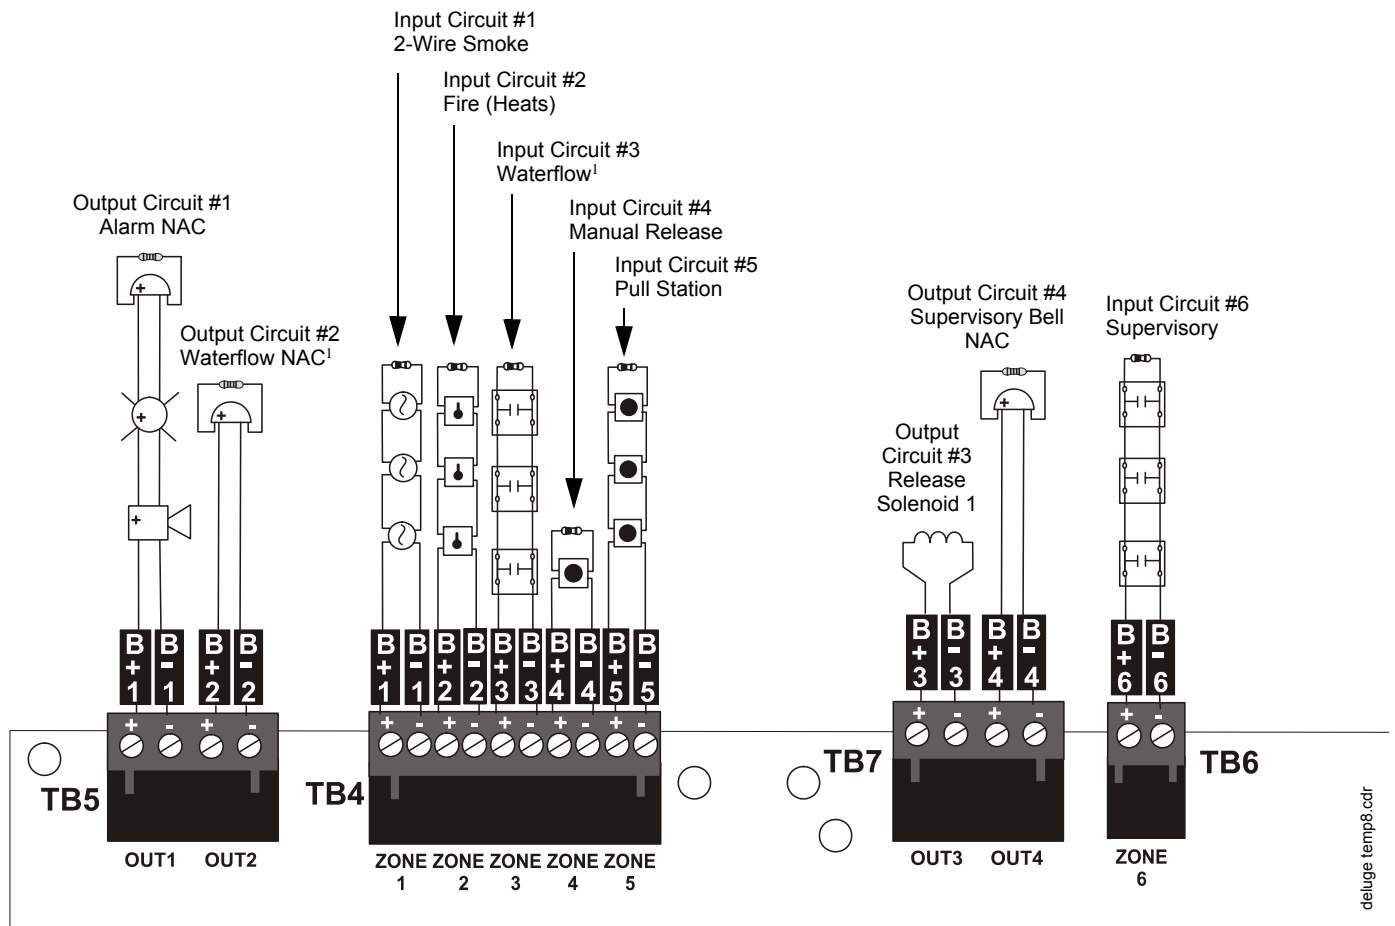 Input Circuit #1
2-Wire Smoke
Input Circuit #2
Fire (Heats)
Input Circuit #3
Waterflow1
Input Circuit #4
Manual Release
Input Circuit #5
Pull Station
Output Circuit #1
Alarm NAC
Output Circuit #2
Waterflow NAC1
Output Circuit #4
Supervisory Bell
NAC
Input Circuit #6
Supervisory
Output
Circuit #3
Release
Solenoid 1
+
+
+
+
+
B+1 B-1 B+2 B-2
B+1 B-1 B+2 B-2 B+3 B-3 B+4 B-4 B+5 B-5
B+3 B-3 B+4 B-4
B+6 B-6
+ - + -
+ - + - + - + - + -
+ - + -
+ -
TB5
TB4
TB7
TB6
OUT1 OUT2
ZONE 1
ZONE 2
ZONE 3
ZONE 4
ZONE 5
OUT3 OUT4
ZONE 6
deluge temp8.cdr